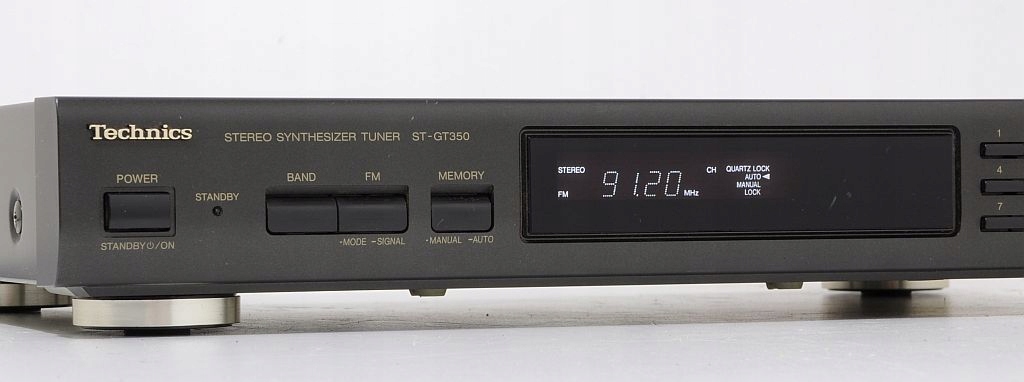 Technics
STEREO SYNTHESIZER TUNER ST-GT350
POWER
STANDBY⏻/ON
STANDBY
BAND
FM
-MODE -SIGNAL
MEMORY
-MANUAL -AUTO
STEREO
FM
91.20 MHz
CH
QUARTZ LOCK
AUTO ◄
MANUAL
LOCK
1
4
7